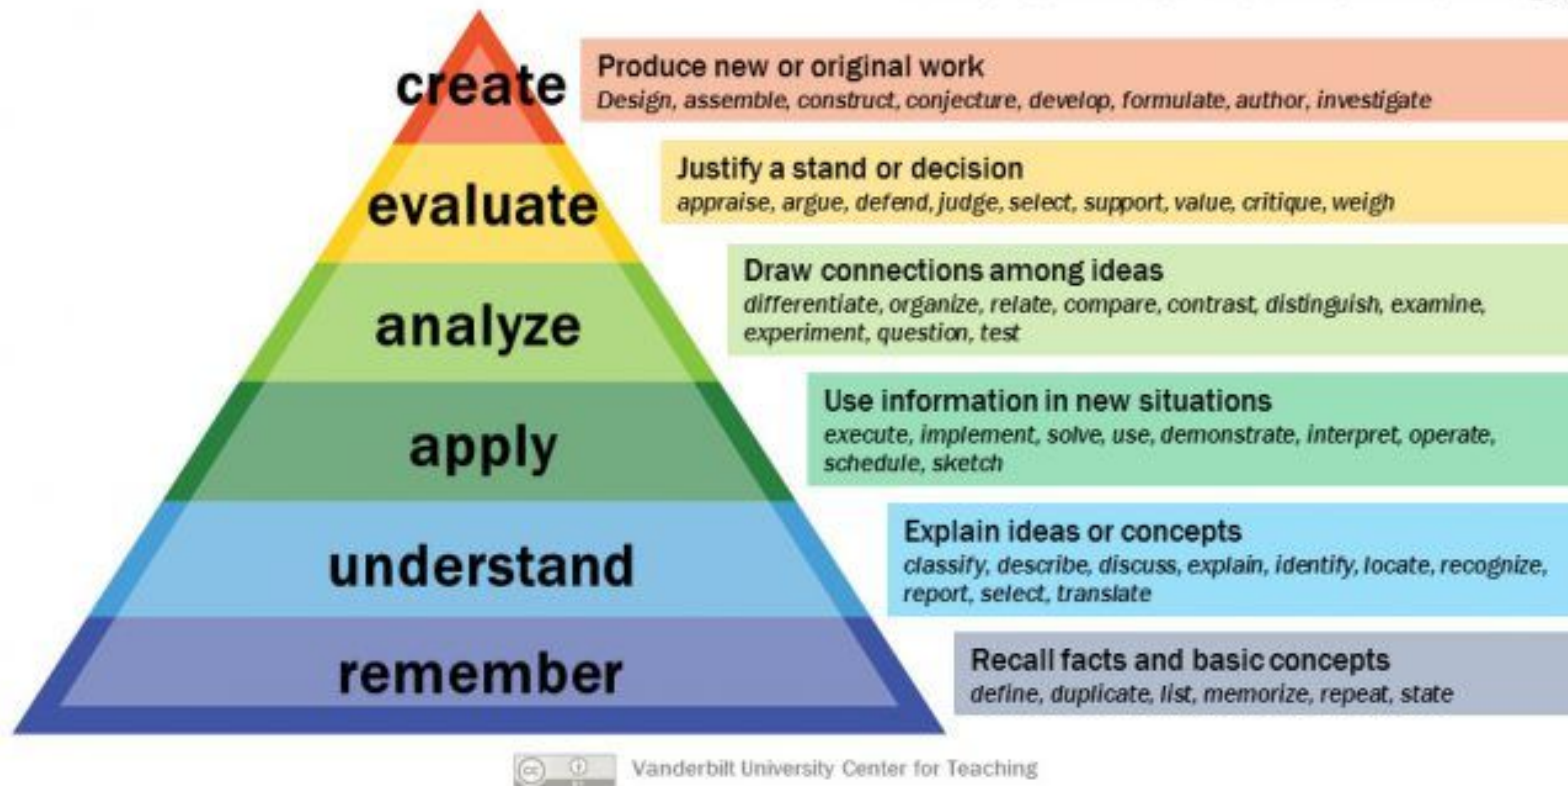 create
Produce new or original work
Design, assemble, construct, conjecture, develop, formulate, author, investigate
evaluate
Justify a stand or decision
appraise, argue, defend, judge, select, support, value, critique, weigh
analyze
Draw connections among ideas
differentiate, organize, relate, compare, contrast, distinguish, examine,
experiment, question, test
apply
Use information in new situations
execute, implement, solve, use, demonstrate, interpret, operate,
schedule, sketch
understand
Explain ideas or concepts
classify, describe, discuss, explain, identify, locate, recognize,
report, select, translate
remember
Recall facts and basic concepts
define, duplicate, list, memorize, repeat, state
cc
Vanderbilt University Center for Teaching